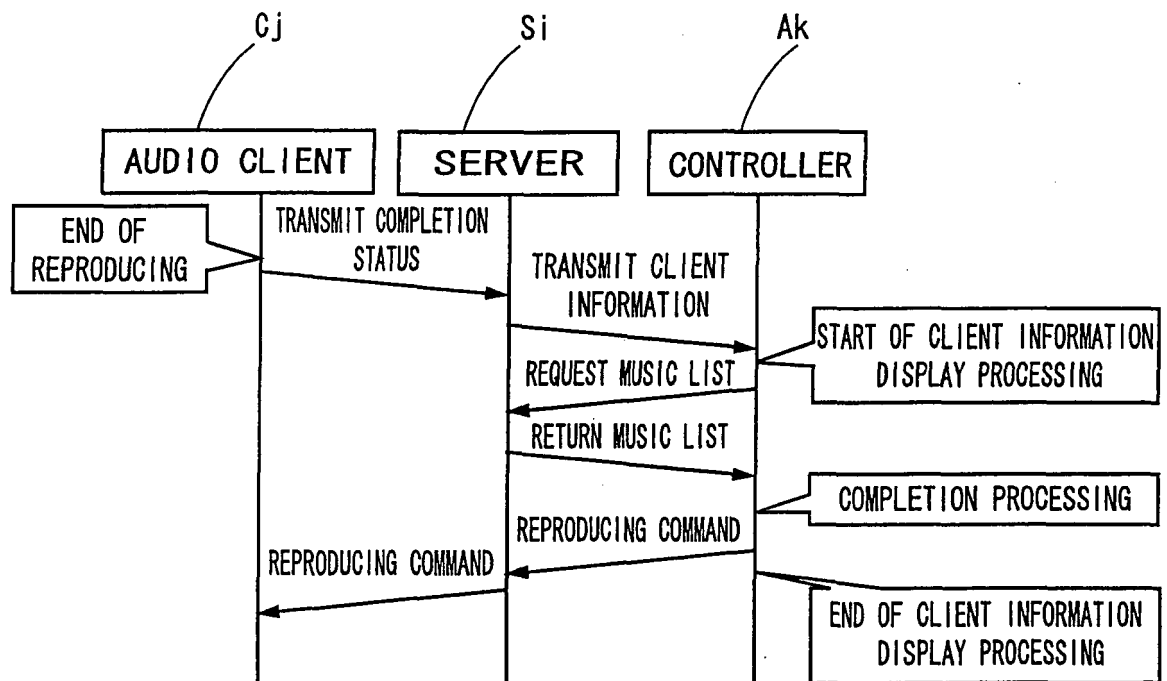 Cj
Si
Ak
AUDIO CLIENT
SERVER
CONTROLLER
END OF
REPRODUCING
TRANSMIT COMPLETION
STATUS
TRANSMIT CLIENT
INFORMATION
START OF CLIENT INFORMATION
DISPLAY PROCESSING
REQUEST MUSIC LIST
RETURN MUSIC LIST
COMPLETION PROCESSING
REPRODUCING COMMAND
REPRODUCING COMMAND
END OF CLIENT INFORMATION
DISPLAY PROCESSING